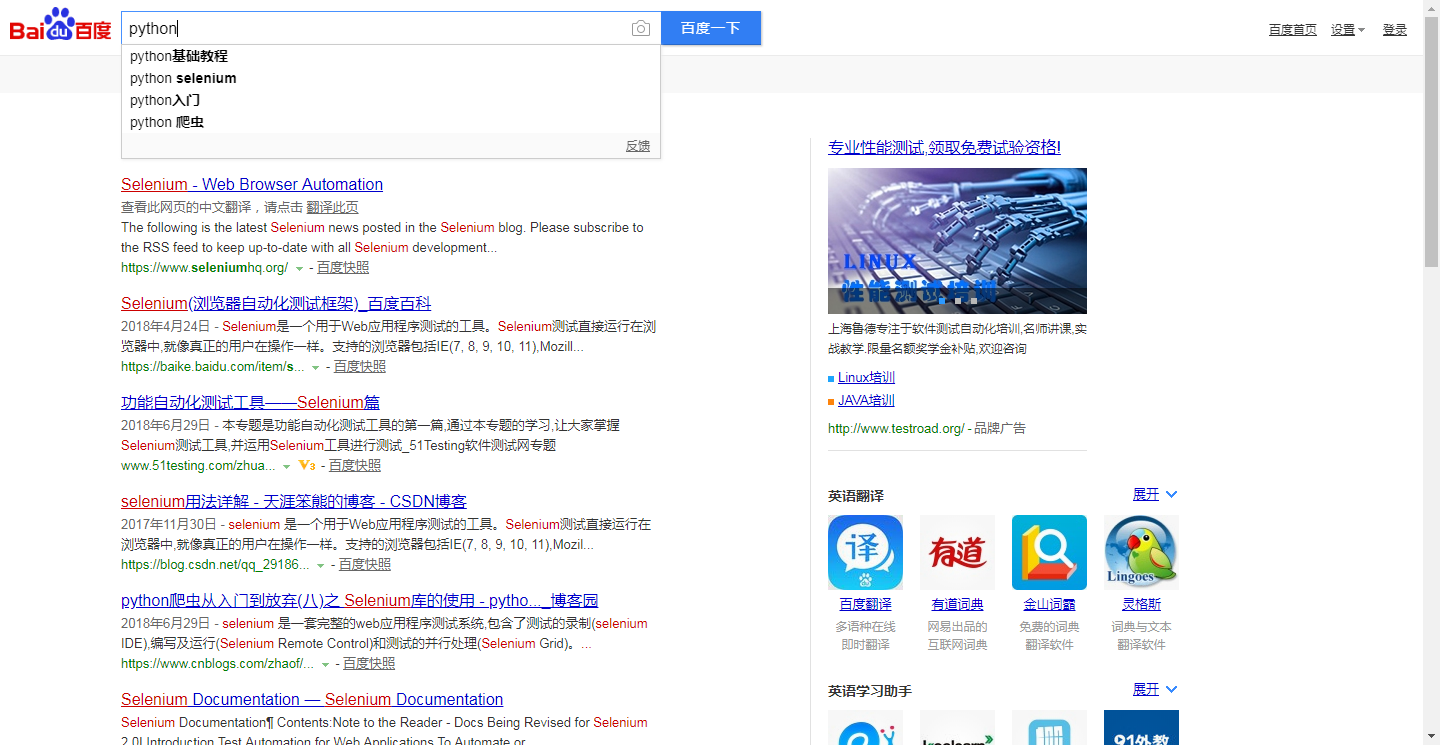 Bai du 百度
python
百度一下
百度首页 设置 登录
python基础教程
python selenium
python入门
python 爬虫
反馈
Selenium - Web Browser Automation
查看此网页的中文翻译，请点击 翻译此页
The following is the latest Selenium news posted in the Selenium blog. Please subscribe to
the RSS feed to keep up-to-date with all Selenium development...
https://www.seleniumhq.org/ - 百度快照
Selenium(浏览器自动化测试框架)_百度百科
2018年4月24日 - Selenium是一个用于Web应用程序测试的工具。Selenium测试直接运行在浏
览器中,就像真正的用户在操作一样。支持的浏览器包括IE(7, 8, 9, 10, 11),Mozill...
https://baike.baidu.com/item/s... - 百度快照
功能自动化测试工具——Selenium篇
2018年6月29日 - 本专题是功能自动化测试工具的第一篇,通过本专题的学习,让大家掌握
Selenium测试工具,并运用Selenium工具进行测试_51Testing软件测试网专题
www.51testing.com/zhua... V3 - 百度快照
selenium用法详解 - 天涯笨熊的博客 - CSDN博客
2017年11月30日 - selenium 是一个用于Web应用程序测试的工具。Selenium测试直接运行在
浏览器中,就像真正的用户在操作一样。支持的浏览器包括IE(7, 8, 9, 10, 11),Mozil...
https://blog.csdn.net/qq_29186... - 百度快照
python爬虫从入门到放弃(八)之 Selenium库的使用 - pytho..._博客园
2018年6月29日 - selenium 是一套完整的web应用程序测试系统,包含了测试的录制(selenium
IDE),编写及运行(Selenium Remote Control)和测试的并行处理(Selenium Grid)。...
https://www.cnblogs.com/zhaof/... - 百度快照
Selenium Documentation — Selenium Documentation
Selenium Documentation¶ Contents:Note to the Reader - Docs Being Revised for Selenium
2.0! Introduction Test Automation for Web Applications To Automate or
专业性能测试,领取免费试验资格!
LINUX
性能测试培训
上海鲁德专注于软件测试自动化培训,名师讲课,实
战教学.限量名额奖学金补贴,欢迎咨询
Linux培训
JAVA培训
http://www.testroad.org/ - 品牌广告
英语翻译 展开
译 有道 Lingoes
百度翻译 有道词典 金山词霸 灵格斯
多语种在线 网易出品的 免费的词典 词典与文本
即时翻译 互联网词典 翻译软件 翻译软件
英语学习助手 展开
koolearn 91外教